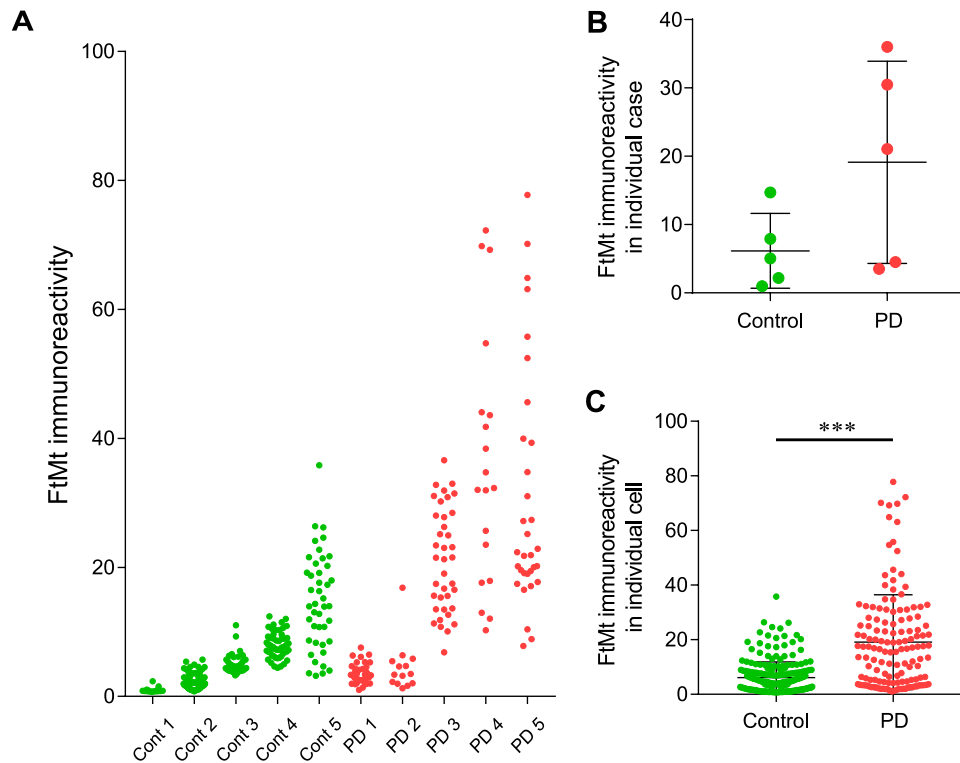 A
FtMt immunoreactivity
100
80
60
40
20
0
Cont 1
Cont 2
Cont 3
Cont 4
Cont 5
PD 1
PD 2
PD 3
PD 4
PD 5
B
FtMt immunoreactivity
in individual case
40
30
20
10
0
Control
PD
C
FtMt immunoreactivity
in individual cell
100
80
60
40
20
0
***
Control
PD